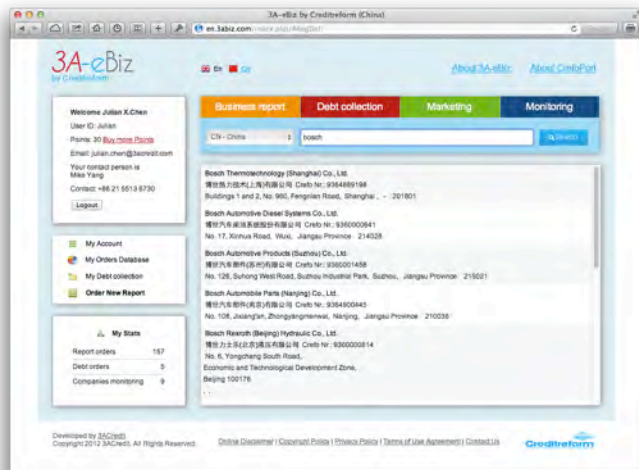 3A-eBiz by Creditreform (China)
en.3abiz.com
3A-eBiz
by Creditreform
En
CN
About 3A-eBiz
About CrefoPort
Welcome Julian X.Chen
User ID: Julian
Points: 30 Buy more Points
Email: julian.chen@3acredit.com
Your contact person is
Mike Yang
Contact: +86 21 5513 6730
Logout
My Account
My Orders Database
My Debt collection
Order New Report
My Stats
Report orders 157
Debt orders 5
Companies monitoring 9
Business report
Debt collection
Marketing
Monitoring
CN - China
bosch
Search
Bosch Thermotechnology (Shanghai) Co., Ltd.
博世热力技术(上海)有限公司 Crefo Nr.: 9364869198
Buildings 1 and 2, No. 960, Fengnian Road, Shanghai , - 201801
Bosch Automotive Diesel Systems Co., Ltd.
博世汽车柴油系统股份有限公司 Crefo Nr.: 9360000641
No. 17, Xinhua Road, Wuxi, Jiangsu Province 214028
Bosch Automotive Products (Suzhou) Co., Ltd.
博世汽车部件(苏州)有限公司 Crefo Nr.: 9360001458
No. 126, Suhong West Road, Suzhou Industrial Park, Suzhou, Jiangsu Province 215021
Bosch Automobile Parts (Nanjing) Co., Ltd.
博世汽车部件(南京)有限公司 Crefo Nr.: 9364900445
No. 106, Jixiang'an, Zhongyangmenwai, Nanjing, Jiangsu Province 210038
Bosch Rexroth (Beijing) Hydraulic Co., Ltd.
博世力士乐(北京)液压有限公司 Crefo Nr.: 9360000814
No. 6, Yongchang South Road,
Economic and Technological Development Zone,
Beijing 100176
Developed by 3ACredit
Copyright 2012 3ACredit. All Rights Reserved.
Online Disclaimer | Copyright Policy | Privacy Policy | Terms of Use Agreement | Contact Us
Creditreform